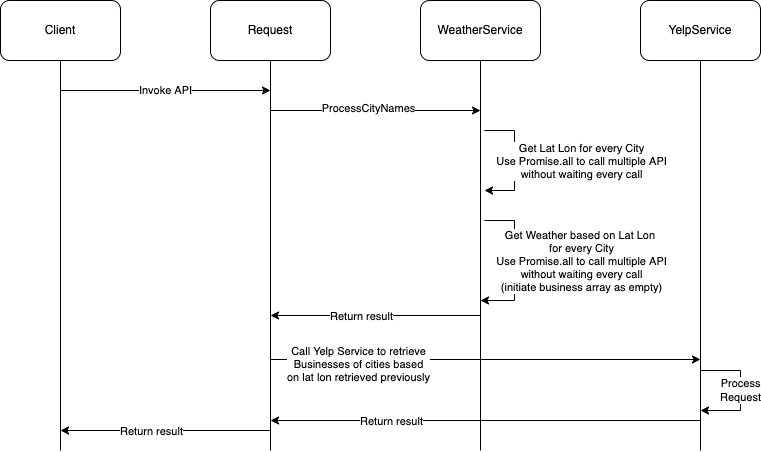 Client
Request
WeatherService
YelpService
Invoke API
ProcessCityNames
Get Lat Lon for every City
Use Promise.all to call multiple API
without waiting every call
Get Weather based on Lat Lon
for every City
Use Promise.all to call multiple API
without waiting every call
(initiate business array as empty)
Return result
Call Yelp Service to retrieve
Businesses of cities based
on lat lon retrieved previously
Process
Request
Return result
Return result